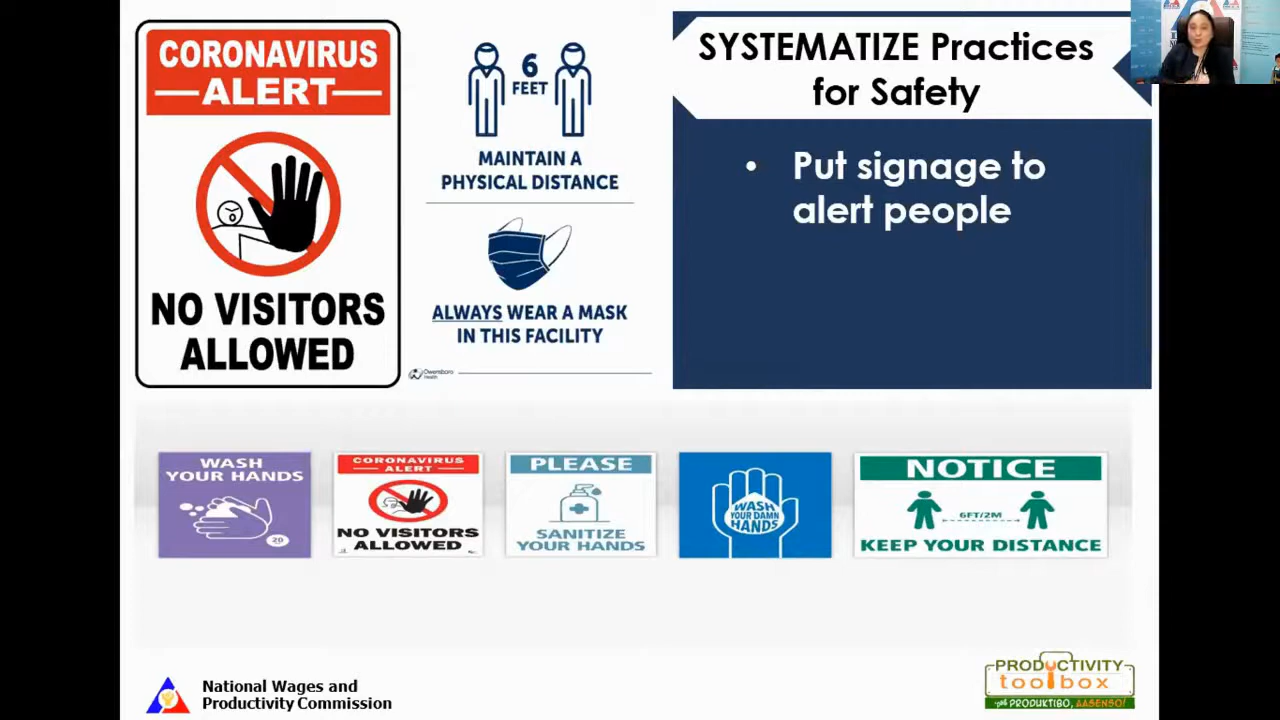 CORONAVIRUS
ALERT
NO VISITORS
ALLOWED
6
FEET
MAINTAIN A
PHYSICAL DISTANCE
ALWAYS WEAR A MASK
IN THIS FACILITY
Owensboro
Health
SYSTEMATIZE Practices
for Safety
• Put signage to
alert people
WASH
YOUR HANDS
20
CORONAVIRUS
ALERT
NO VISITORS
ALLOWED
PLEASE
SANITIZE
YOUR HANDS
WASH
YOUR DAMN
HANDS
NOTICE
6FT/2M
KEEP YOUR DISTANCE
National Wages and
Productivity Commission
PRODUCTIVITY
toolbox
PRODUKTIBO, AASENSO!